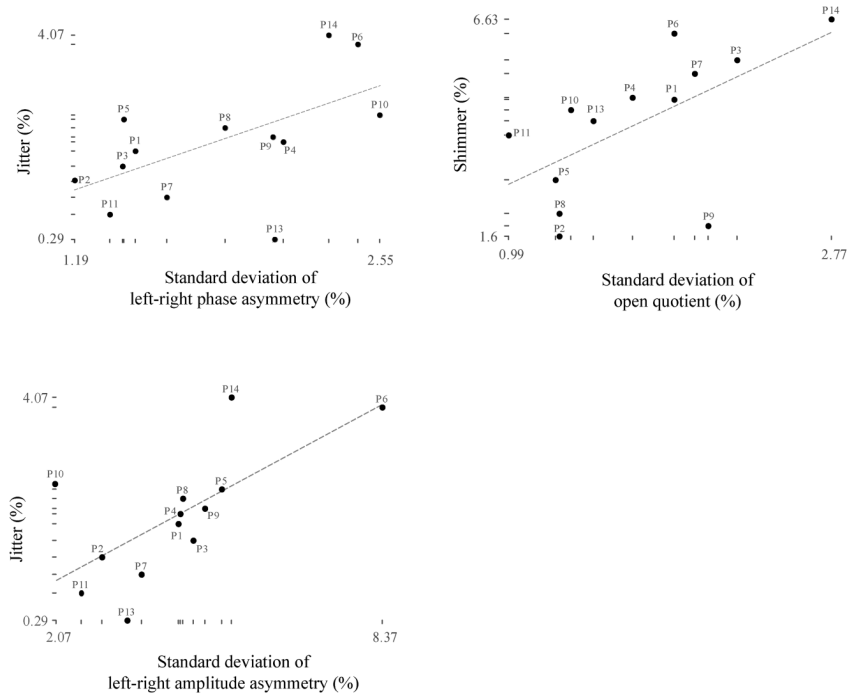 4.07
P14
P6
P5
P10
P8
P1
P9
P4
P3
P2
P7
P11
P13
0.29
1.19
2.55
Jitter (%)
Standard deviation of
left-right phase asymmetry (%)
6.63
P14
P6
P3
P7
P4
P1
P10
P13
P11
P5
P8
P9
P2
1.6
0.99
2.77
Shimmer (%)
Standard deviation of
open quotient (%)
4.07
P14
P6
P10
P5
P8
P4
P9
P1
P3
P2
P7
P11
P13
0.29
2.07
8.37
Jitter (%)
Standard deviation of
left-right amplitude asymmetry (%)